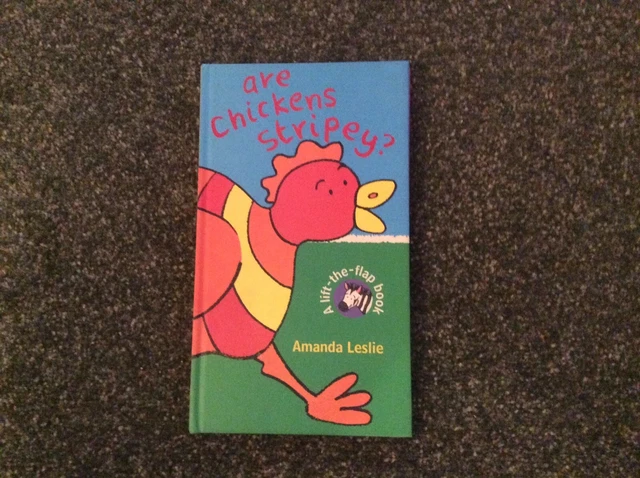 are
Chickens
Stripey?
A lift-the-flap book
Amanda Leslie